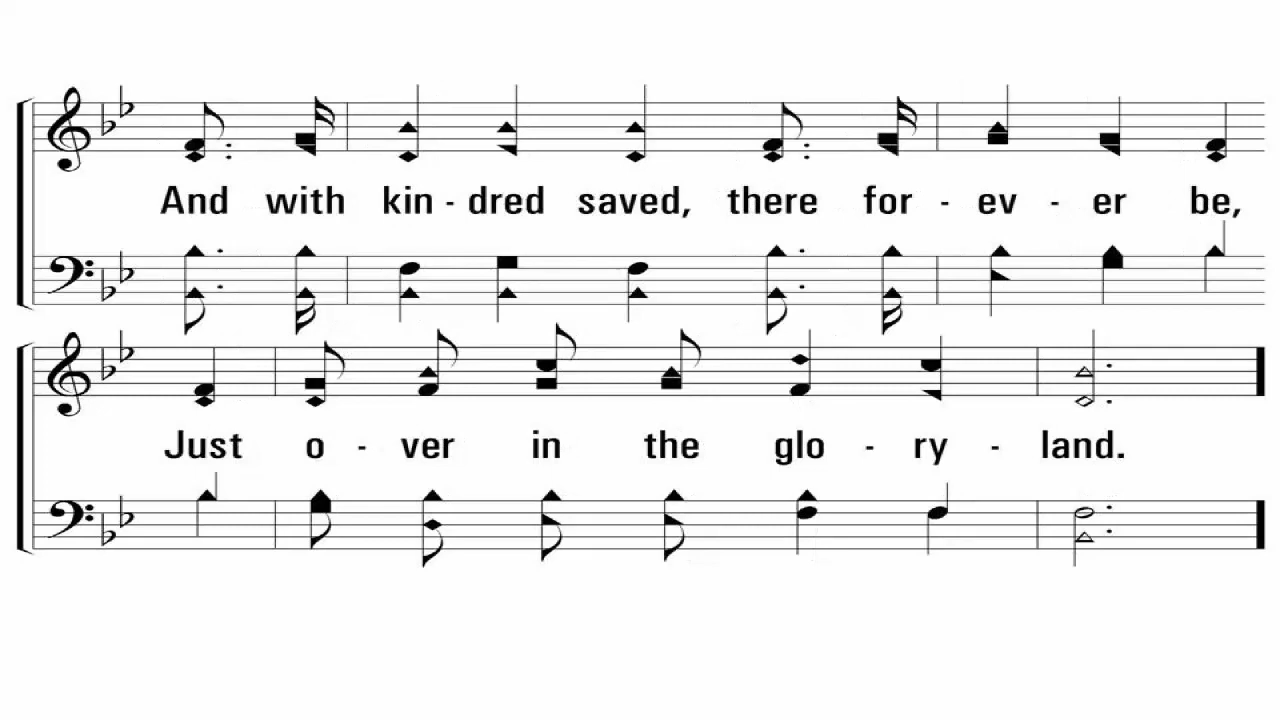 And with kin - dred saved, there for - ev - er be,
Just o - ver in the glo - ry - land.